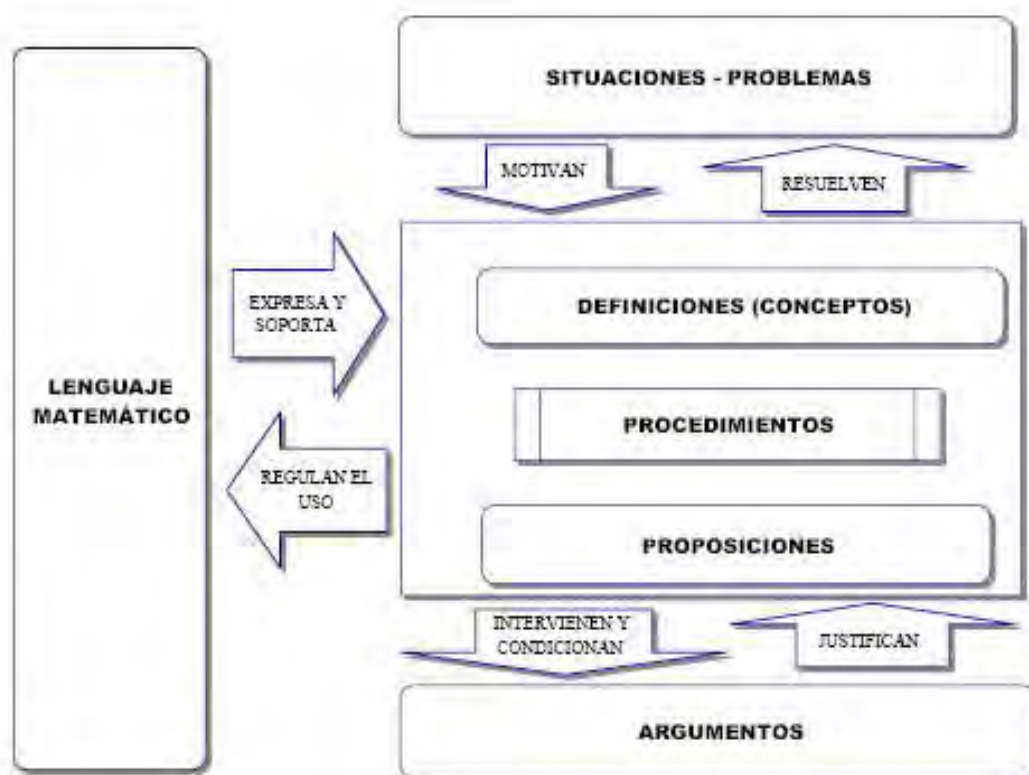 SITUACIONES - PROBLEMAS
MOTIVAN
RESUELVEN
EXPRESA Y
SOPORTA
DEFINICIONES (CONCEPTOS)
LENGUAJE
MATEMÁTICO
PROCEDIMIENTOS
REGULAN EL
USO
PROPOSICIONES
INTERVIENEN Y
CONDICIONAN
JUSTIFICAN
ARGUMENTOS